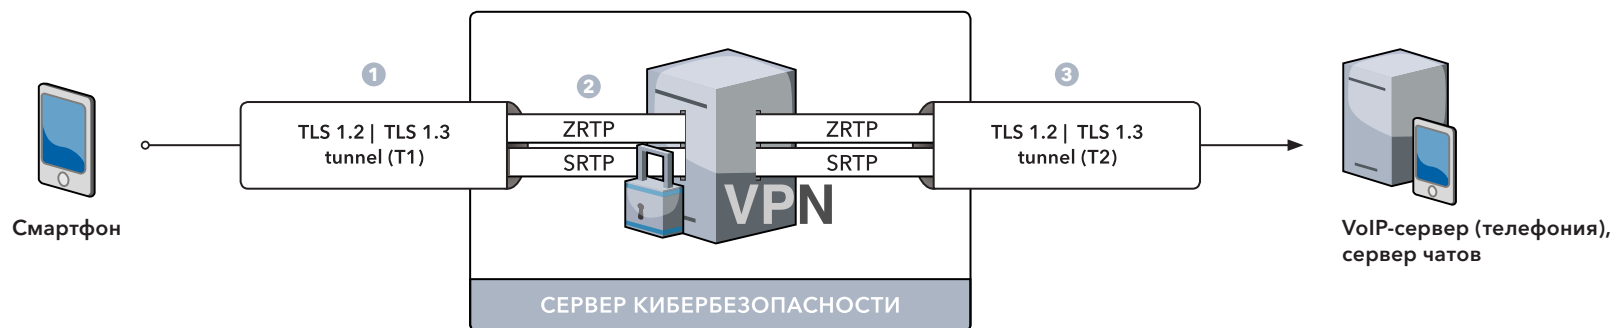 1
2
3
TLS 1.2 | TLS 1.3
tunnel (T1)
ZRTP
SRTP
ZRTP
SRTP
TLS 1.2 | TLS 1.3
tunnel (T2)
VPN
Смартфон
VoIP-сервер (телефония),
сервер чатов
СЕРВЕР КИБЕРБЕЗОПАСНОСТИ